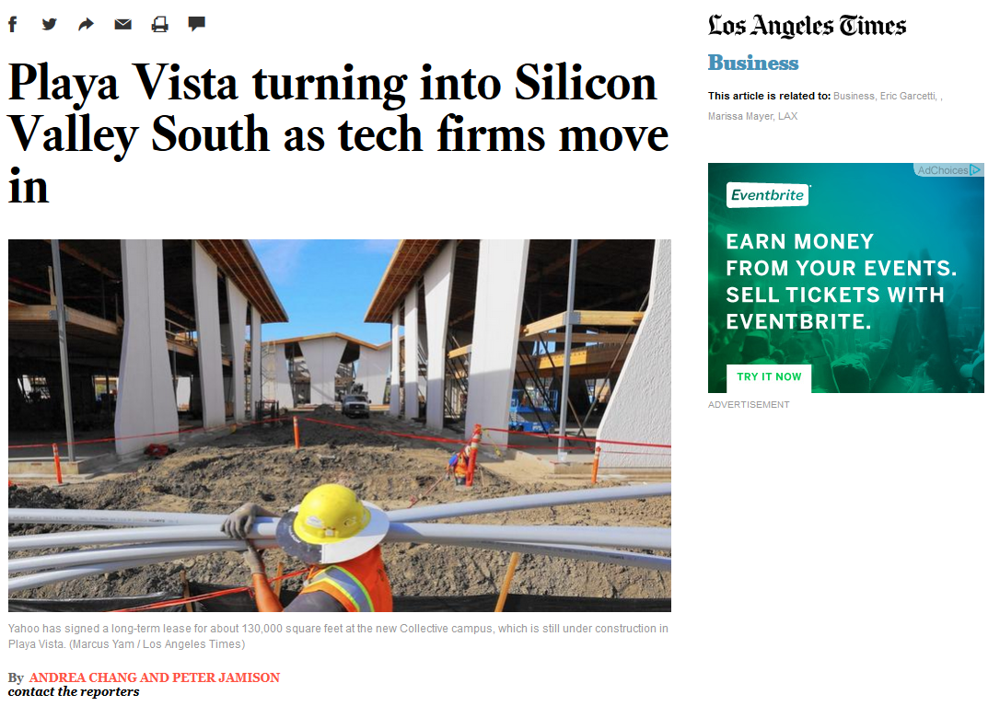 Playa Vista turning into Silicon
Valley South as tech firms move
in
Yahoo has signed a long-term lease for about 130,000 square feet at the new Collective campus, which is still under construction in
Playa Vista. (Marcus Yam / Los Angeles Times)
By ANDREA CHANG AND PETER JAMISON
contact the reporters
Los Angeles Times
Business
This article is related to: Business, Eric Garcetti, ,
Marissa Mayer, LAX
AdChoices
Eventbrite
EARN MONEY
FROM YOUR EVENTS.
SELL TICKETS WITH
EVENTBRITE.
TRY IT NOW
ADVERTISEMENT